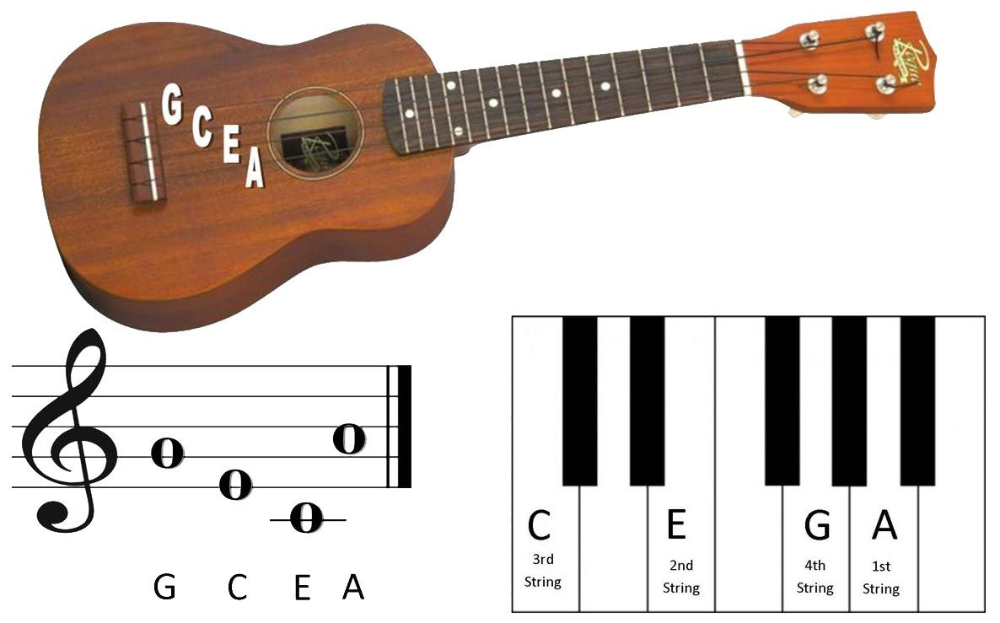 G
C
E
A
G C E A
C E G A
3rd
String
2nd
String
4th
String
1st
String